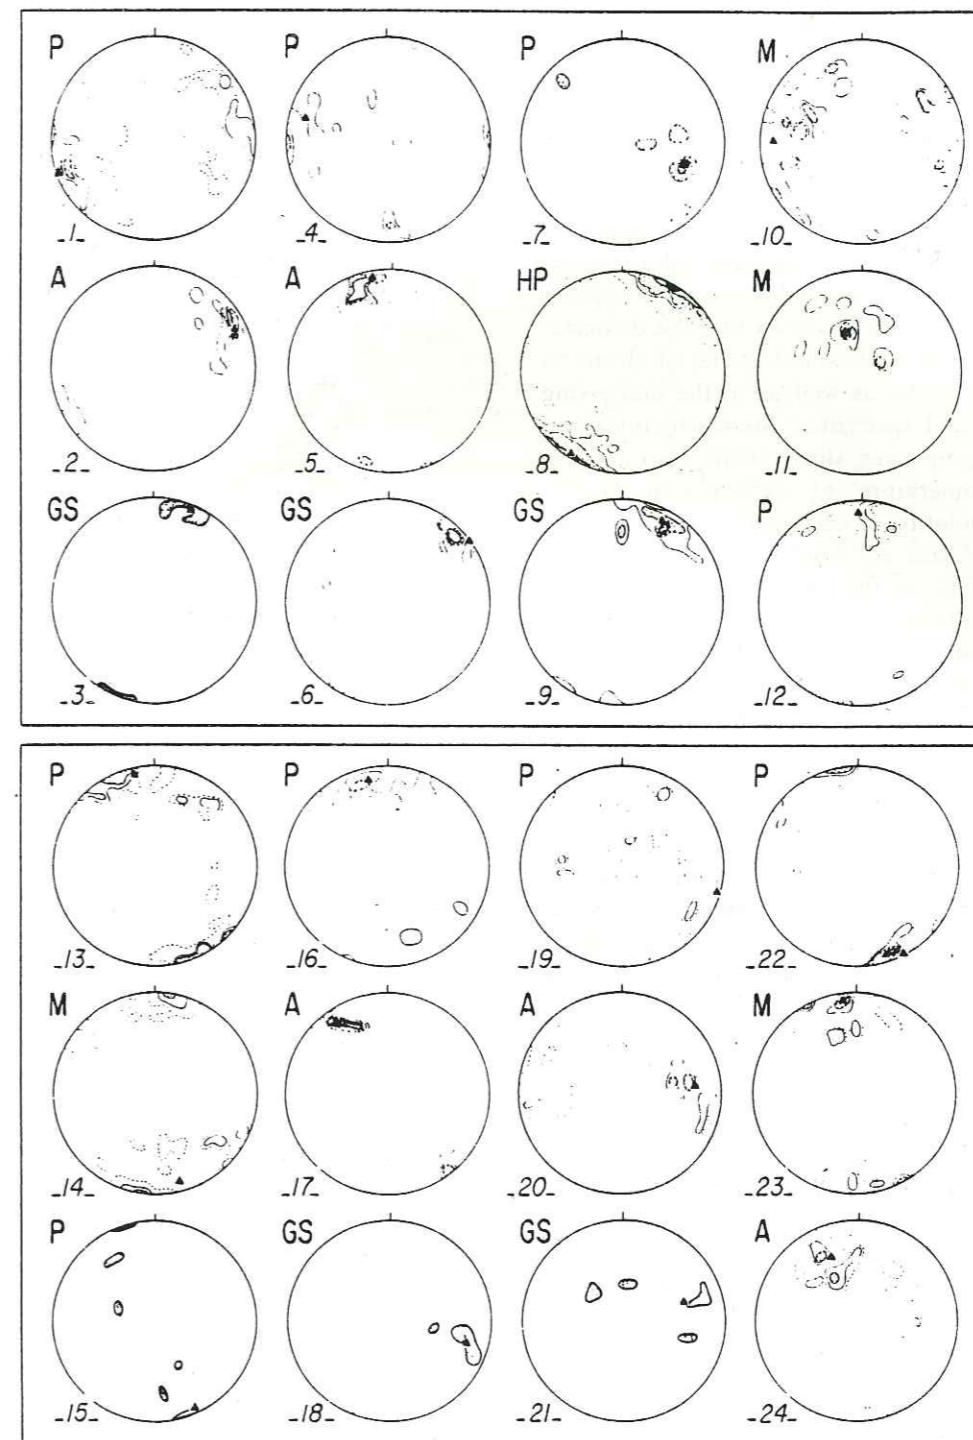 P P P M
-1- -4- -7- -10-
A A HP M
-2- -5- -8- -11-
GS GS GS P
-3- -6- -9- -12-
P P P P
-13- -16- -19- -22-
M A A M
-14- -17- -20- -23-
P GS GS A
-15- -18- -21- -24-